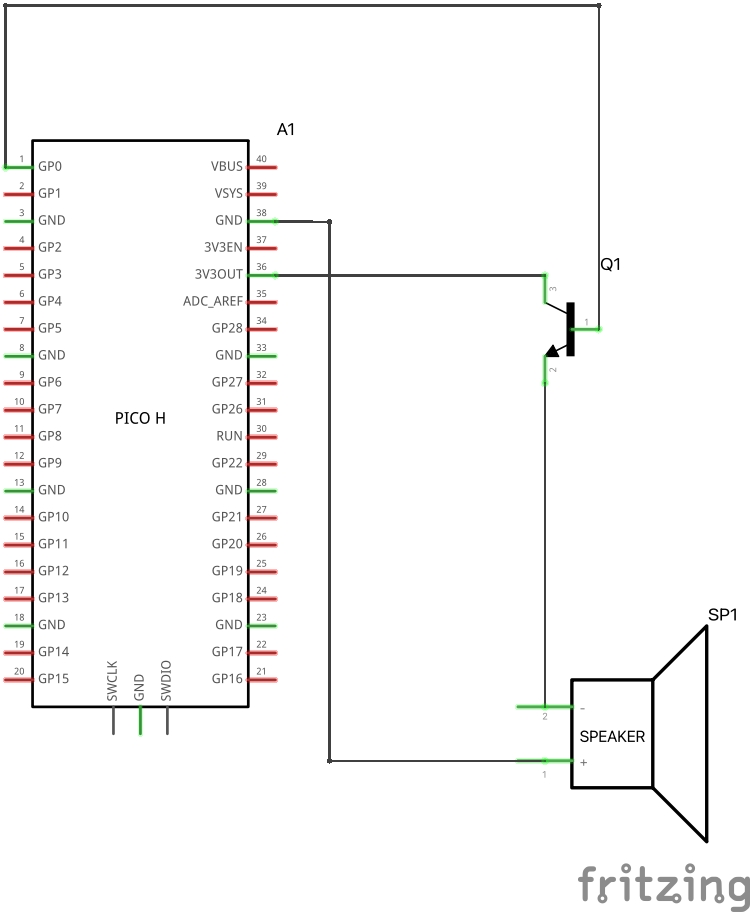 A1
1 GP0 VBUS 40
2 GP1 VSYS 39
3 GND GND 38
4 GP2 3V3EN 37
5 GP3 3V3OUT 36
6 GP4 ADC_AREF 35
7 GP5 GP28 34
8 GND GND 33
9 GP6 GP27 32
10 GP7 GP26 31
PICO H
11 GP8 RUN 30
12 GP9 GP22 29
13 GND GND 28
14 GP10 GP21 27
15 GP11 GP20 26
16 GP12 GP19 25
17 GP13 GP18 24
18 GND GND 23
19 GP14 GP17 22
20 GP15 GP16 21
SWCLK
GND
SWDIO
Q1
3
1
2
SP1
2 -
SPEAKER
1 +
fritzing